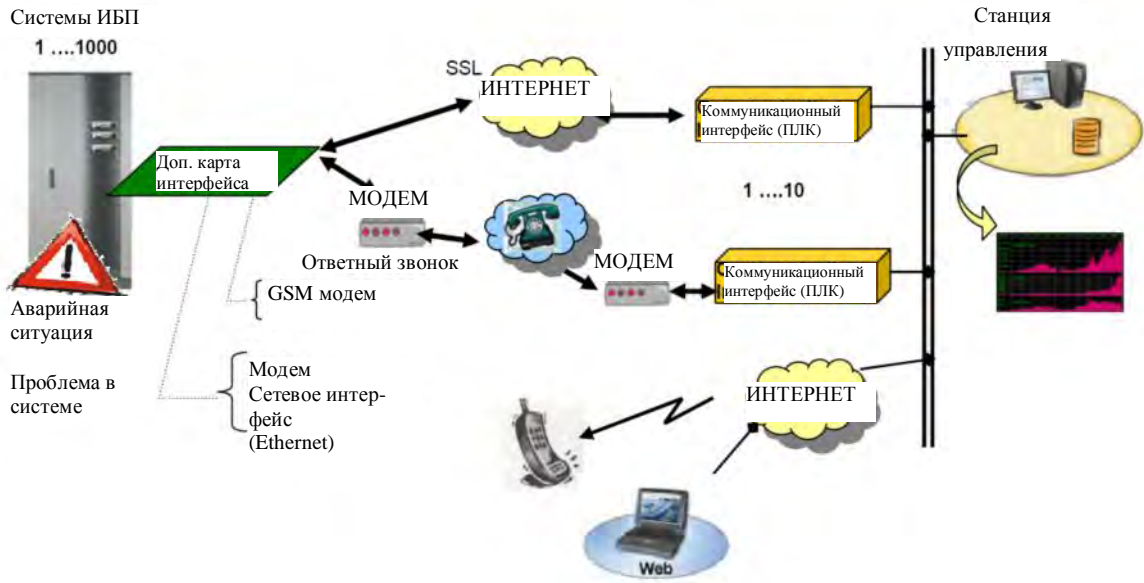 Системы ИБП
1 ....1000
Станция
управления
SSL
ИНТЕРНЕТ
Коммуникационный
интерфейс (ПЛК)
Доп. карта
интерфейса
МОДЕМ
1 ....10
Ответный звонок
МОДЕМ
Коммуникационный
интерфейс (ПЛК)
GSM модем
Аварийная
ситуация
Проблема в
системе
Модем
Сетевое интер-
фейс
(Ethernet)
ИНТЕРНЕТ
Web